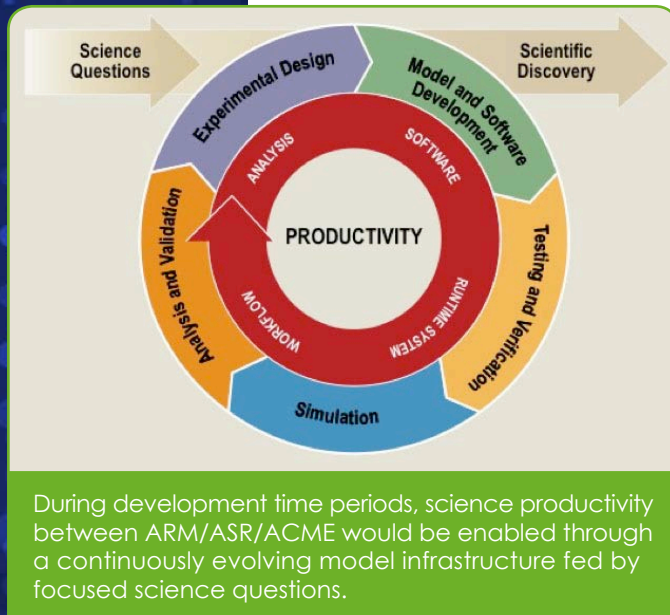 Science
Questions
Scientific
Discovery
Experimental Design
Model and Software
Development
Testing and Verification
Simulation
Analysis and Validation
ANALYSIS
SOFTWARE
RUNTIME SYSTEM
WORKFLOW
PRODUCTIVITY
During development time periods, science productivity
between ARM/ASR/ACME would be enabled through
a continuously evolving model infrastructure fed by
focused science questions.